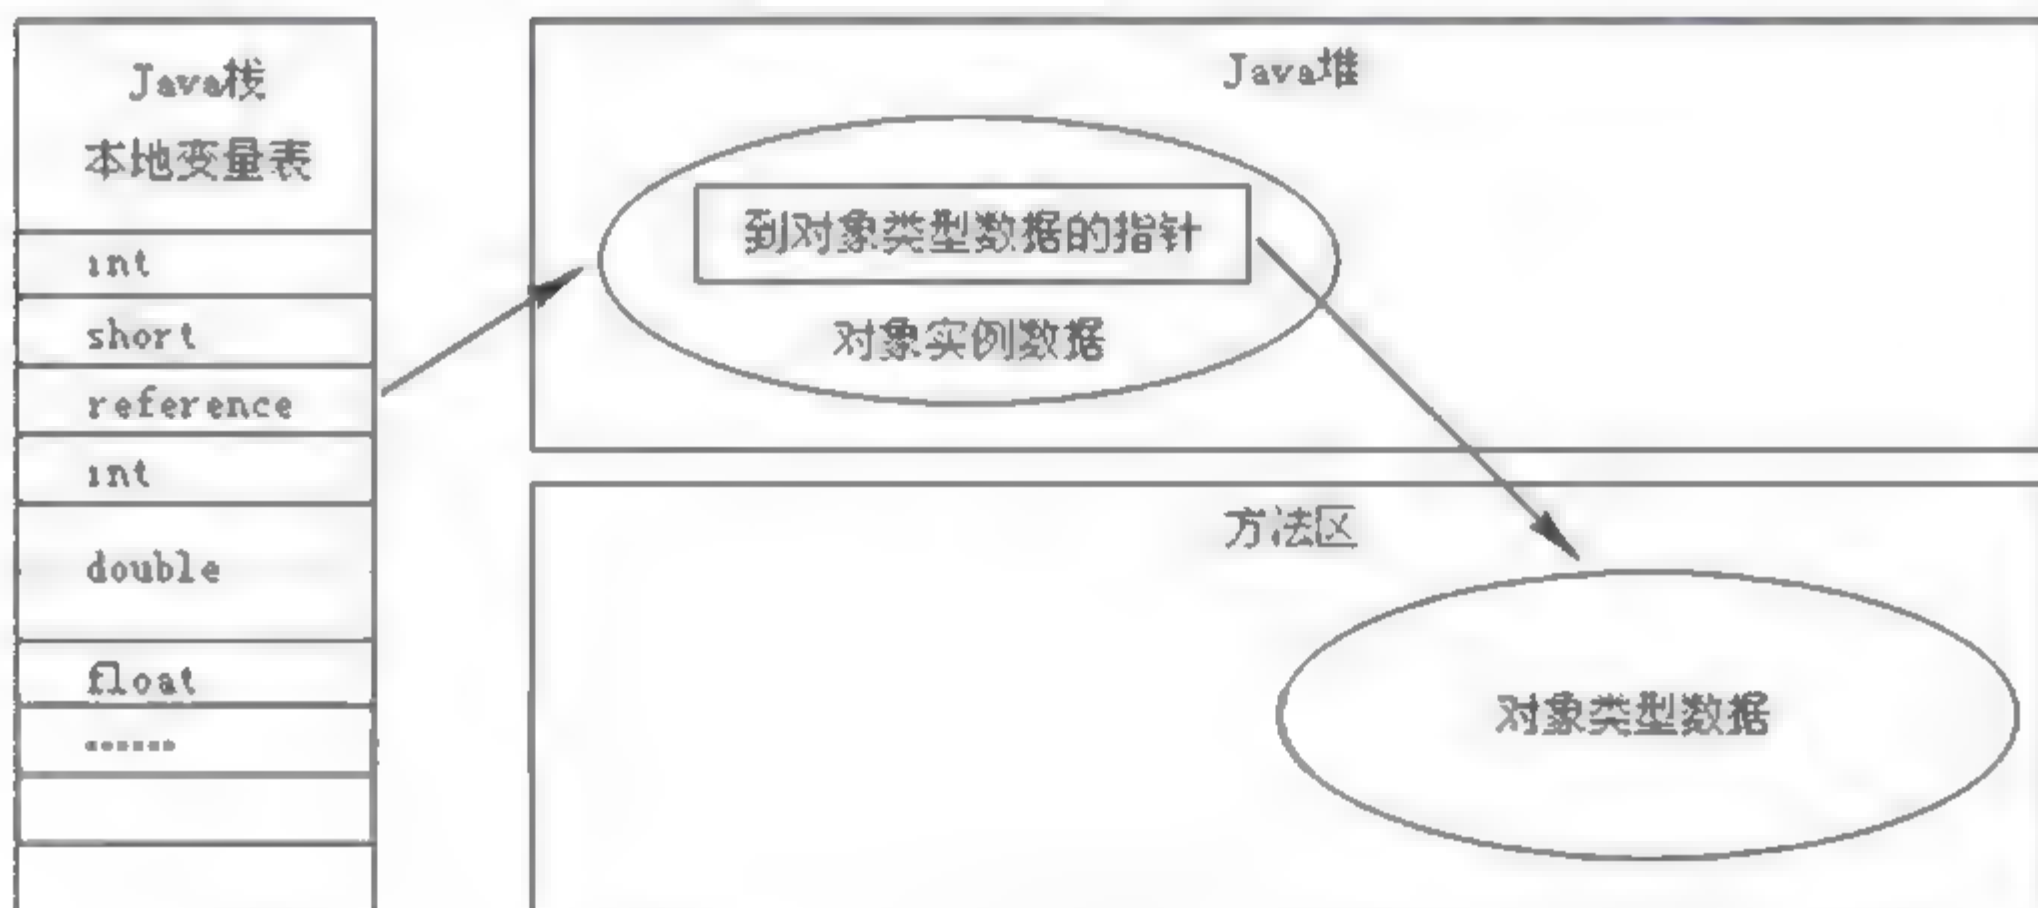 Java栈
本地变量表
int
short
reference
int
double
float
······
Java堆
到对象类型数据的指针
对象实例数据
方法区
对象类型数据